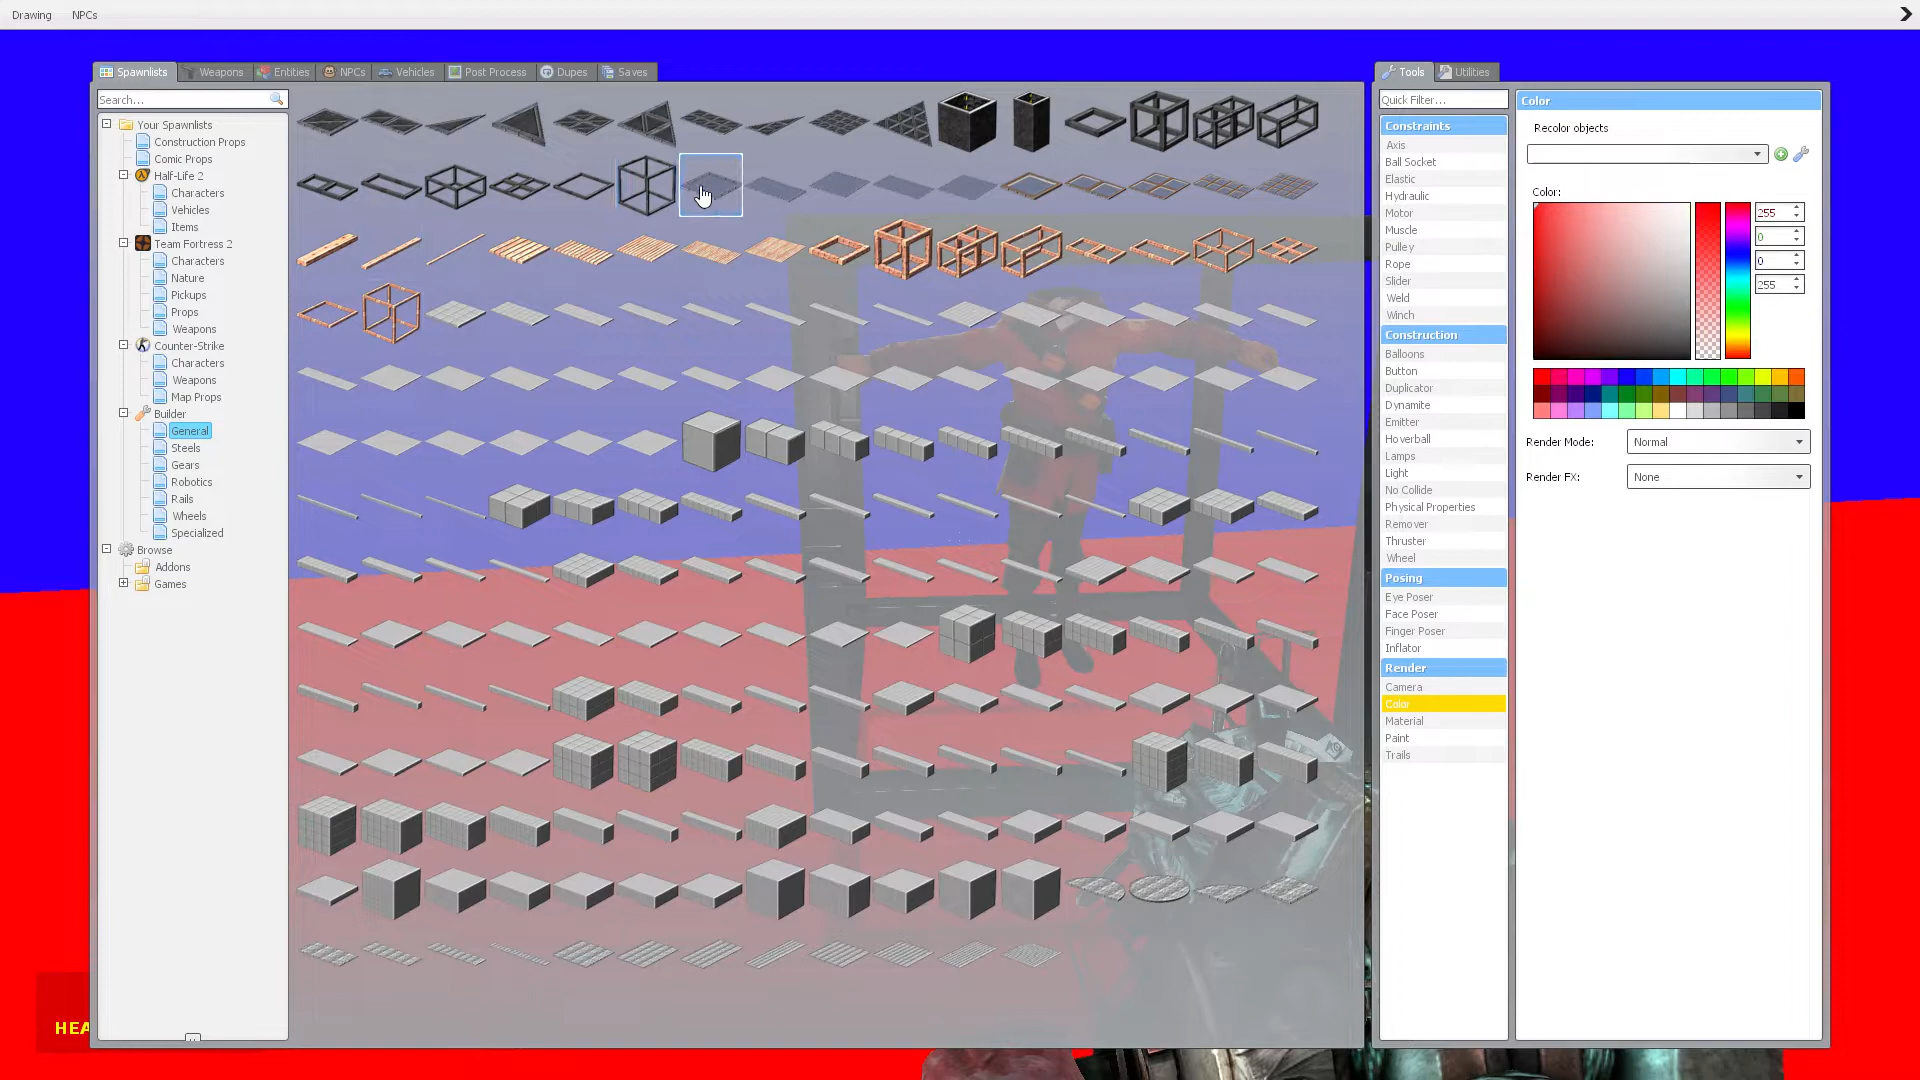 Drawing NPCs
Spawnlists Weapons Entities NPCs Vehicles Post Process Dupes Saves
Tools Utilities
Search...
Your Spawnlists
Construction Props
Comic Props
Half-Life 2
Characters
Vehicles
Items
Team Fortress 2
Characters
Nature
Pickups
Props
Weapons
Counter-Strike
Characters
Weapons
Map Props
Builder
General
Steels
Gears
Robotics
Rails
Wheels
Specialized
Browse
Addons
Games
HEA
Quick Filter...
Constraints
Axis
Ball Socket
Elastic
Hydraulic
Motor
Muscle
Pulley
Rope
Slider
Weld
Winch
Construction
Balloons
Button
Duplicator
Dynamite
Emitter
Hoverball
Lamps
Light
No Collide
Physical Properties
Remover
Thruster
Wheel
Posing
Eye Poser
Face Poser
Finger Poser
Inflator
Render
Camera
Color
Material
Paint
Trails
Color
Recolor objects
Color:
255
0
0
255
Render Mode: Normal
Render FX: None